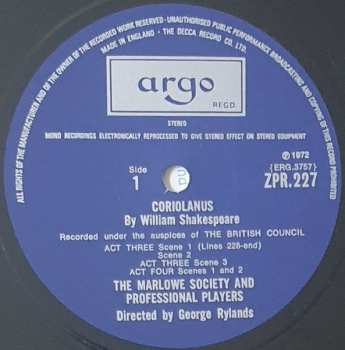 ALL RIGHTS OF THE MANUFACTURER AND OF THE OWNER OF THE RECORDED WORK RESERVED - UNAUTHORISED PUBLIC PERFORMANCE BROADCASTING AND COPYING OF THIS RECORD PROHIBITED
MADE IN ENGLAND - THE DECCA RECORD CO. LTD.
argo
REGD.
STEREO
MONO RECORDINGS ELECTRONICALLY REPROCESSED TO GIVE STEREO EFFECT ON STEREO EQUIPMENT
Side
1
℗ 1972
(ERG.3757)
ZPR.227
CORIOLANUS
By William Shakespeare
Recorded under the auspices of THE BRITISH COUNCIL
ACT THREE Scene 1 (Lines 228-end)
Scene 2
ACT THREE Scene 3
ACT FOUR Scenes 1 and 2
THE MARLOWE SOCIETY AND
PROFESSIONAL PLAYERS
Directed by George Rylands